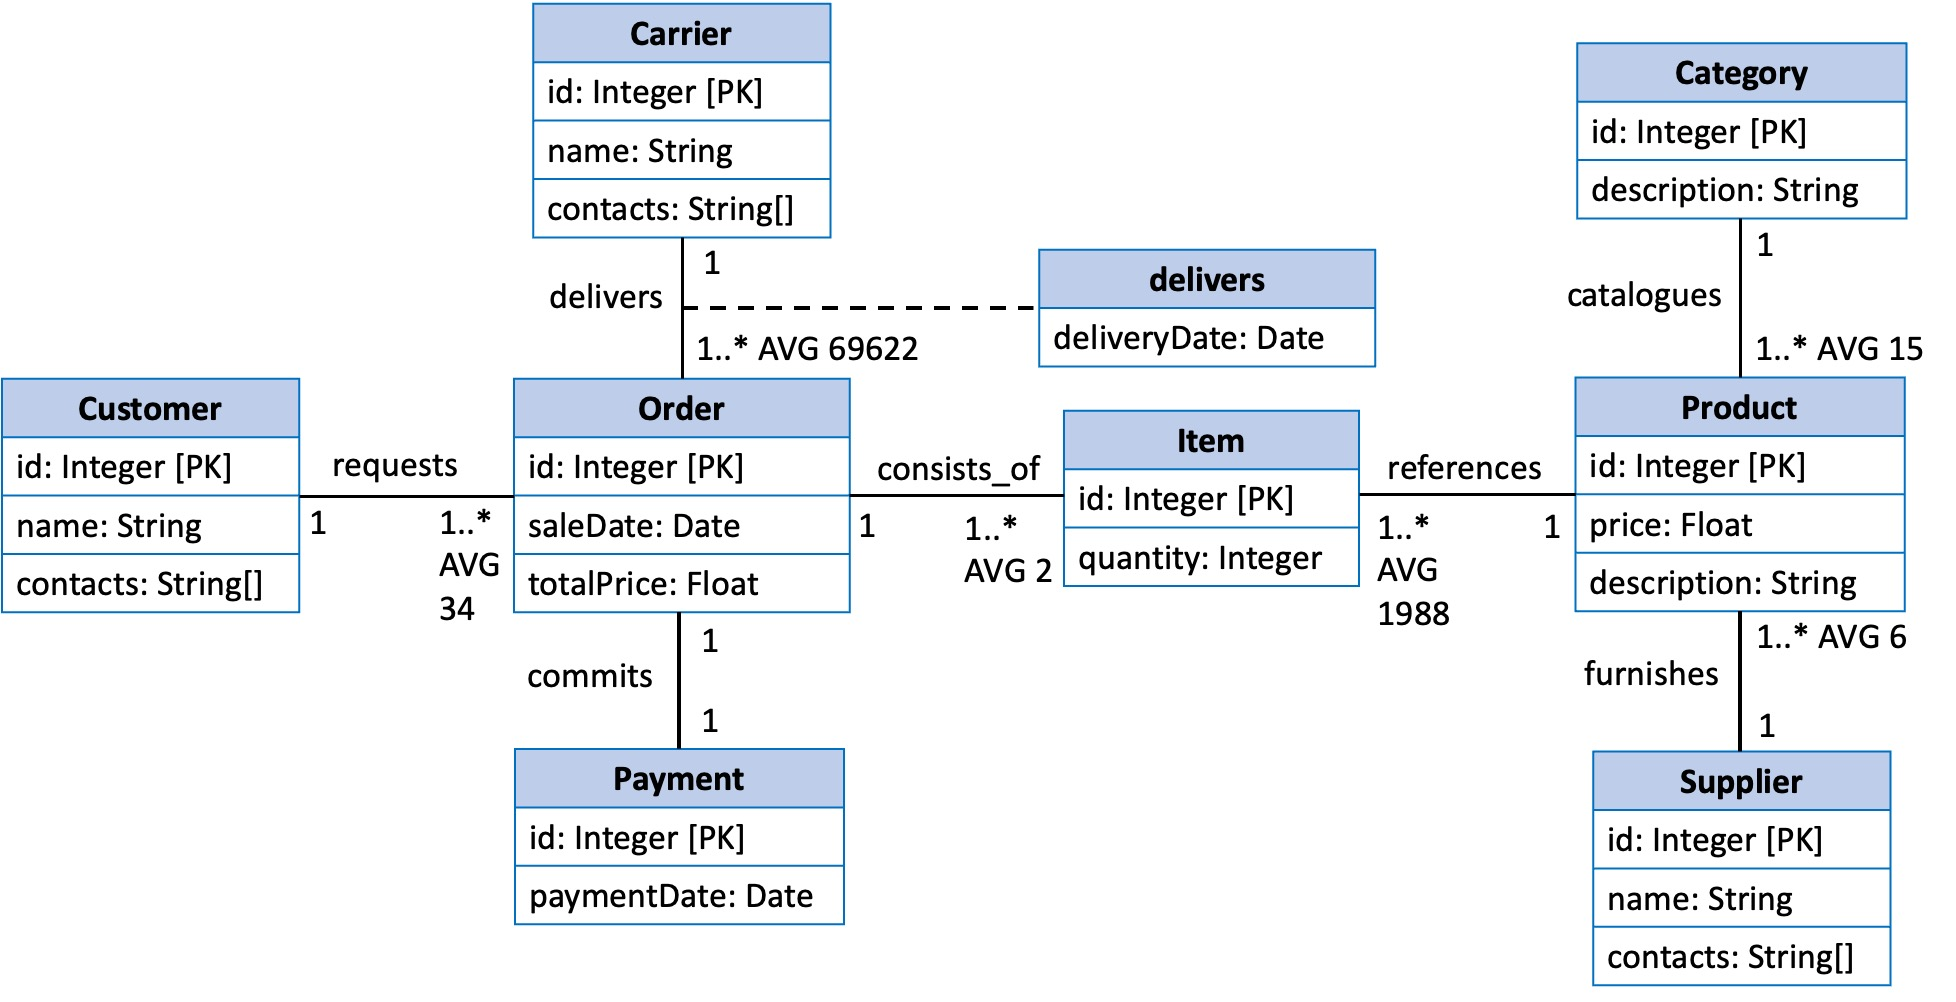 Carrier
id: Integer [PK]
name: String
contacts: String[]
1
delivers
1..* AVG 69622
delivers
deliveryDate: Date
Category
id: Integer [PK]
description: String
1
catalogues
1..* AVG 15
Customer
id: Integer [PK]
name: String
contacts: String[]
requests
1
1..*
AVG
34
Order
id: Integer [PK]
saleDate: Date
totalPrice: Float
consists_of
1
1..*
AVG 2
Item
id: Integer [PK]
quantity: Integer
references
1..*
AVG
1988
1
Product
id: Integer [PK]
price: Float
description: String
1
commits
1
1..* AVG 6
furnishes
1
Payment
id: Integer [PK]
paymentDate: Date
Supplier
id: Integer [PK]
name: String
contacts: String[]